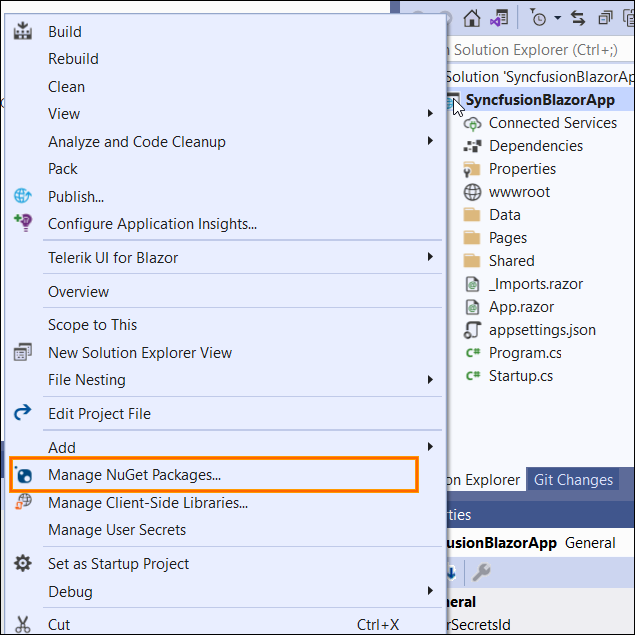 Build
Rebuild
Clean
View
Analyze and Code Cleanup
Pack
Publish...
Configure Application Insights...
Telerik UI for Blazor
Overview
Scope to This
New Solution Explorer View
File Nesting
Edit Project File
Add
Manage NuGet Packages...
Manage Client-Side Libraries...
Manage User Secrets
Set as Startup Project
Debug
Cut Ctrl+X
Solution Explorer (Ctrl+;)
Solution 'SyncfusionBlazorAp
SyncfusionBlazorApp
Connected Services
Dependencies
Properties
wwwroot
Data
Pages
Shared
_Imports.razor
App.razor
appsettings.json
C# Program.cs
C# Startup.cs
on Explorer Git Changes
ties
usionBlazorApp General
neral
rSecretsId